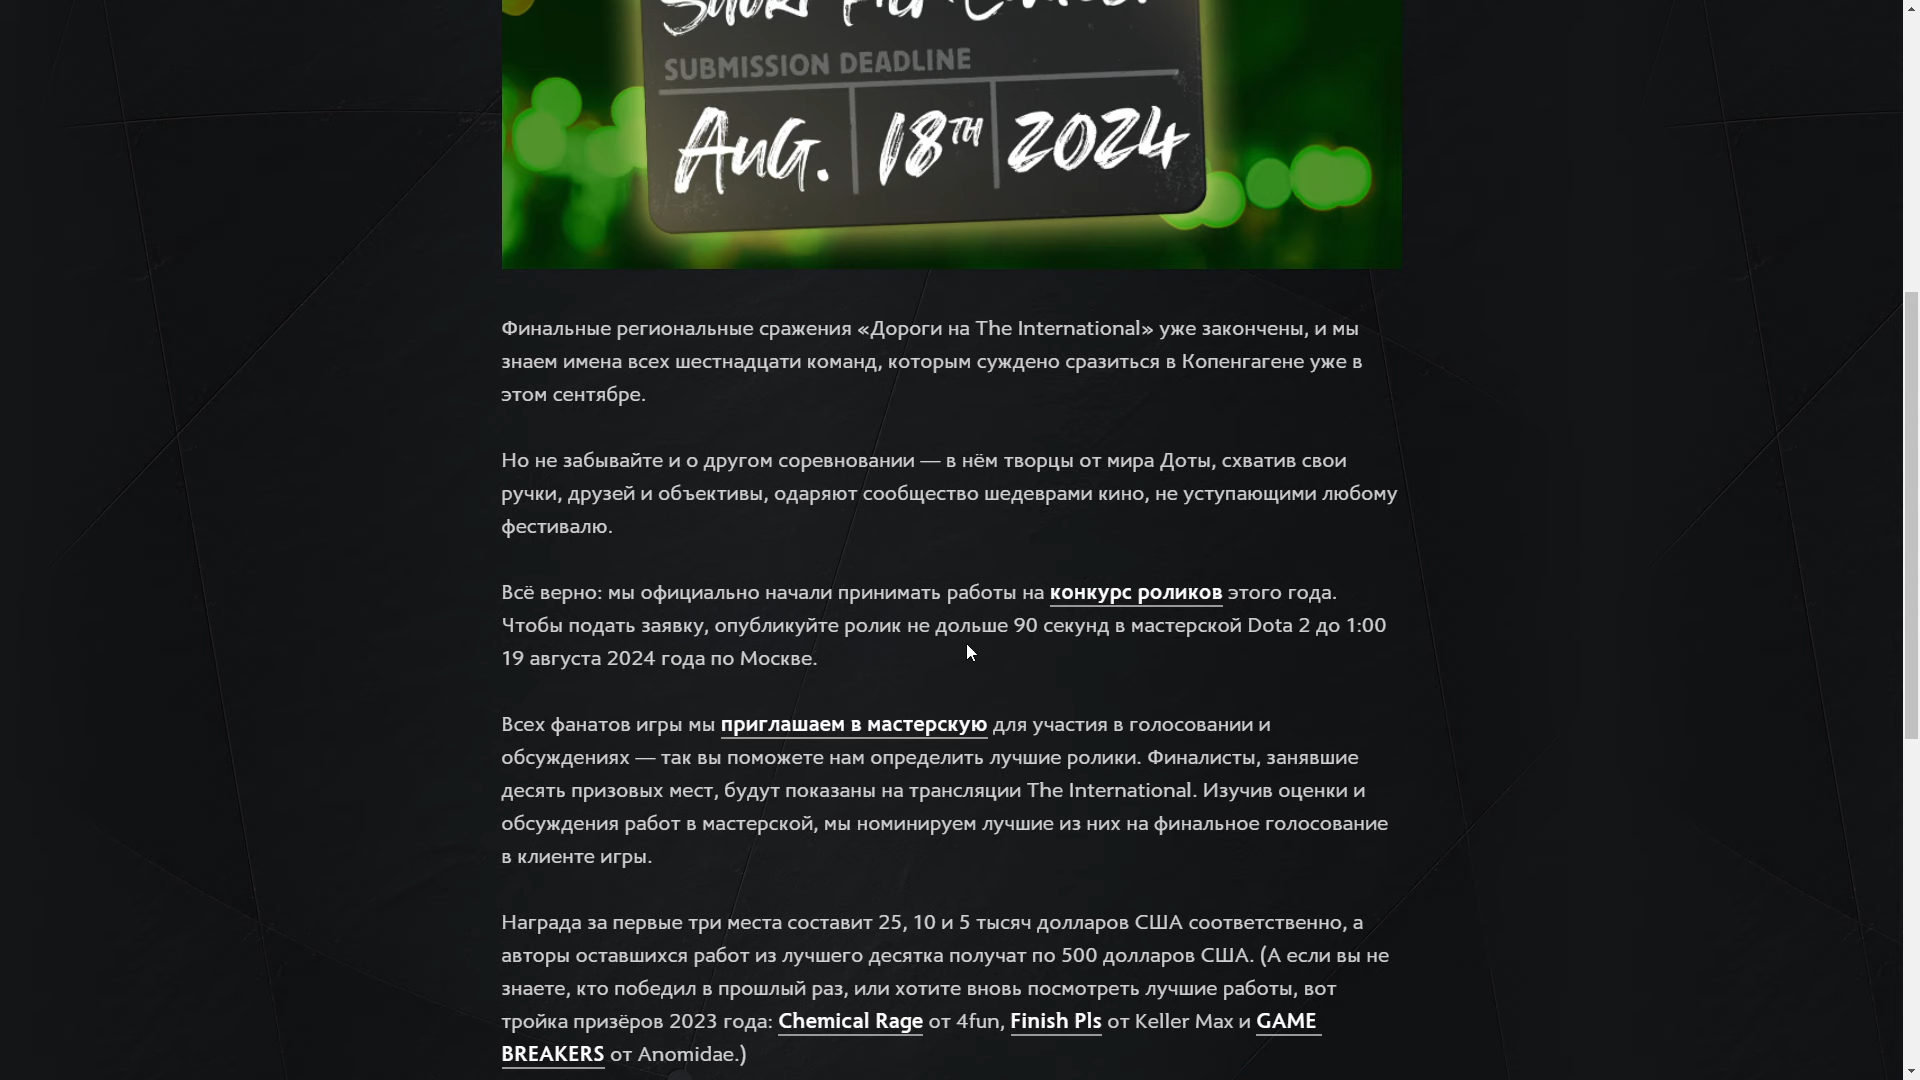 Short Film Contest
SUBMISSION DEADLINE
AUG. 18TH 2024
Финальные региональные сражения «Дороги на The International» уже закончены, и мы
знаем имена всех шестнадцати команд, которым суждено сразиться в Копенгагене уже в
этом сентябре.
Но не забывайте и о другом соревновании — в нём творцы от мира Доты, схватив свои
ручки, друзей и объективы, одаряют сообщество шедеврами кино, не уступающими любому
фестивалю.
Всё верно: мы официально начали принимать работы на конкурс роликов этого года.
Чтобы подать заявку, опубликуйте ролик не дольше 90 секунд в мастерской Dota 2 до 1:00
19 августа 2024 года по Москве.
Всех фанатов игры мы приглашаем в мастерскую для участия в голосовании и
обсуждениях — так вы поможете нам определить лучшие ролики. Финалисты, занявшие
десять призовых мест, будут показаны на трансляции The International. Изучив оценки и
обсуждения работ в мастерской, мы номинируем лучшие из них на финальное голосование
в клиенте игры.
Награда за первые три места составит 25, 10 и 5 тысяч долларов США соответственно, а
авторы оставшихся работ из лучшего десятка получат по 500 долларов США. (А если вы не
знаете, кто победил в прошлый раз, или хотите вновь посмотреть лучшие работы, вот
тройка призёров 2023 года: Chemical Rage от 4fun, Finish Pls от Keller Max и GAME
BREAKERS от Anomidae.)